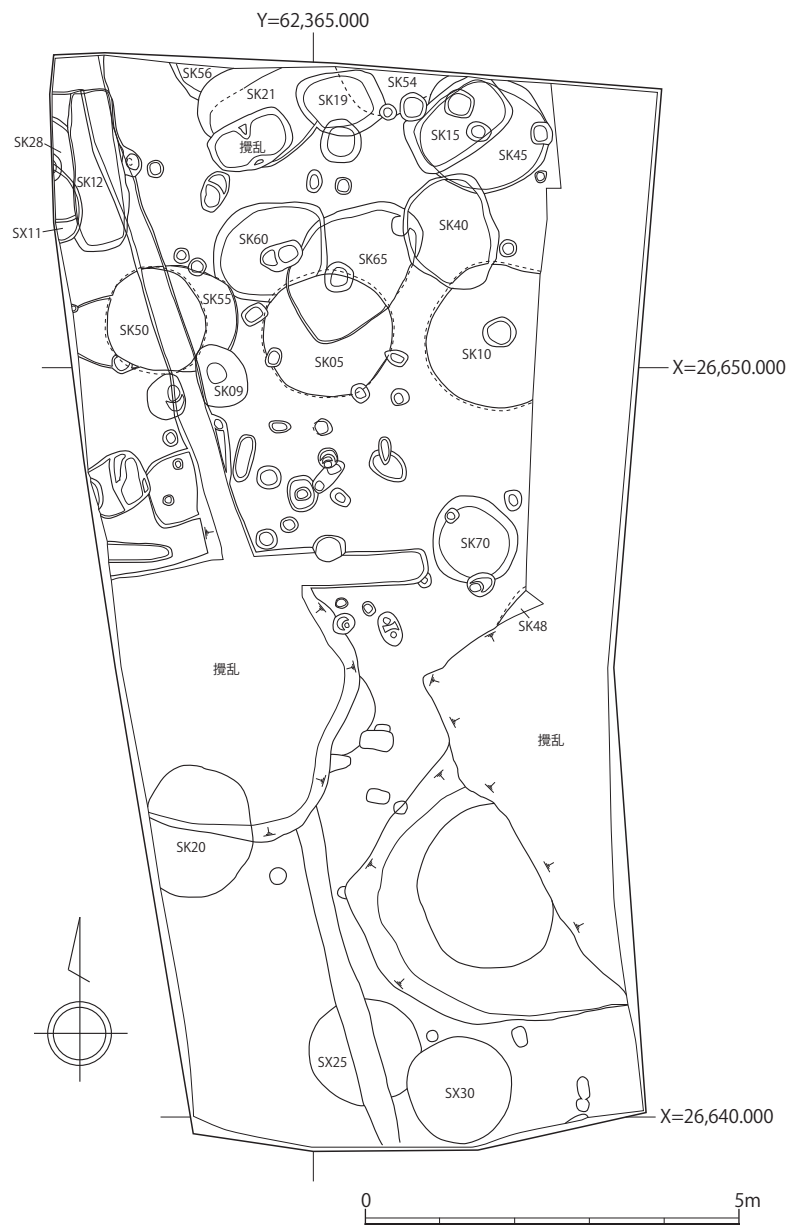 Y=62,365.000
SK56
SK21
SK19
SK54
SK15
SK45
攪乱
SK28
SK12
SX11
SK60
SK40
SK65
SK55
SK50
SK05
SK10
SK09
X=26,650.000
SK70
SK48
攪乱
攪乱
SK20
SX25
SX30
X=26,640.000
0
5m